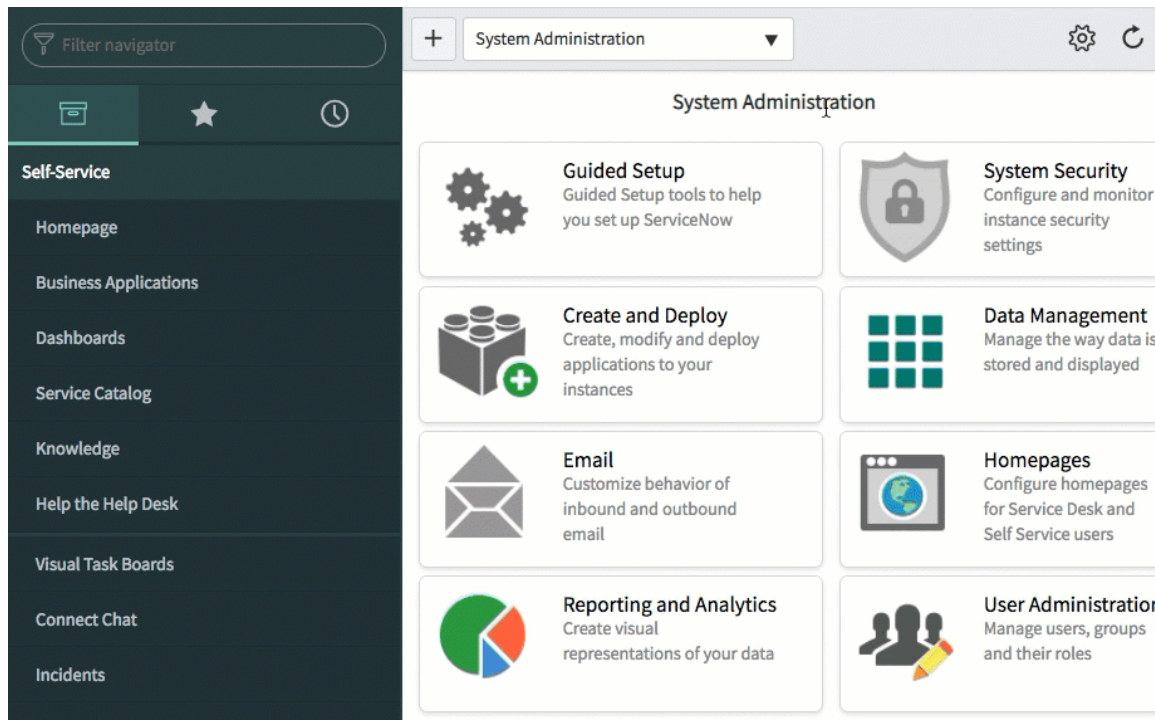 Filter navigator
System Administration
System Administration
Self-Service
Homepage
Business Applications
Dashboards
Service Catalog
Knowledge
Help the Help Desk
Visual Task Boards
Connect Chat
Incidents
Guided Setup
Guided Setup tools to help
you set up ServiceNow
System Security
Configure and monitor
instance security
settings
Create and Deploy
Create, modify and deploy
applications to your
instances
Data Management
Manage the way data is
stored and displayed
Email
Customize behavior of
inbound and outbound
email
Homepages
Configure homepages
for Service Desk and
Self Service users
Reporting and Analytics
Create visual
representations of your data
User Administration
Manage users, groups
and their roles